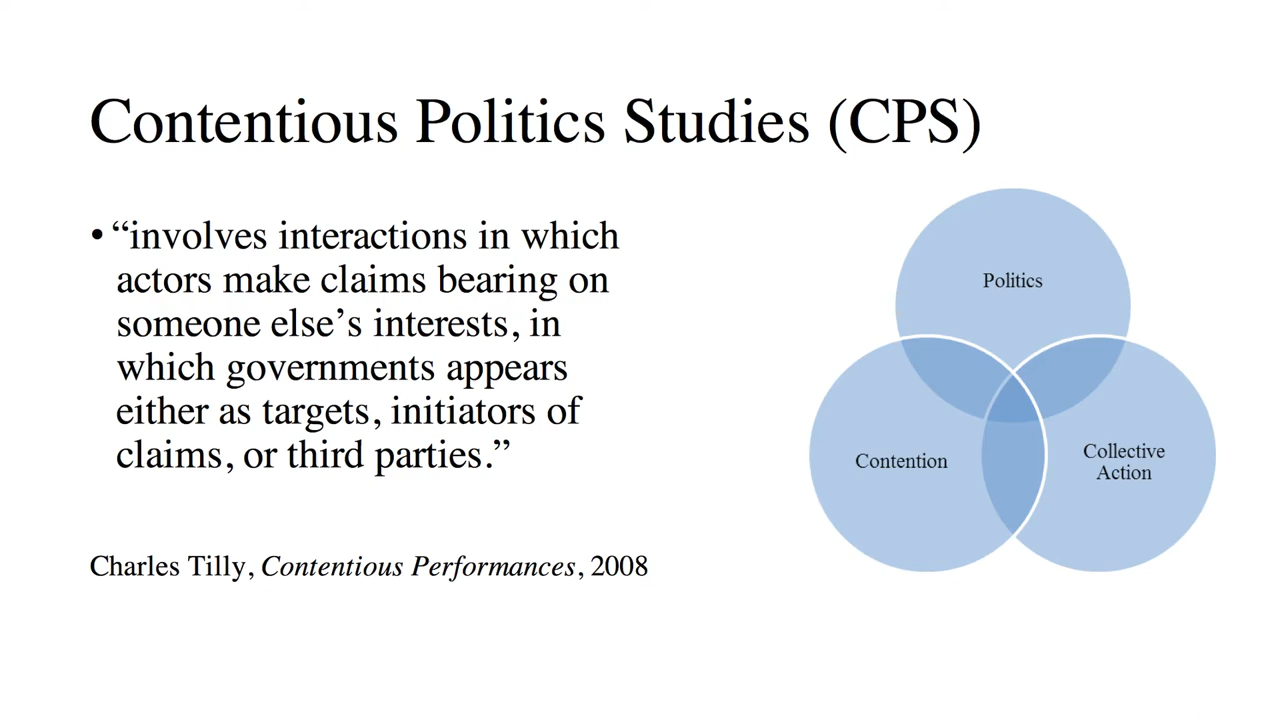 Contentious Politics Studies (CPS)
• “involves interactions in which
actors make claims bearing on
someone else’s interests, in
which governments appears
either as targets, initiators of
claims, or third parties.”
Charles Tilly, Contentious Performances, 2008
Politics
Contention
Collective
Action